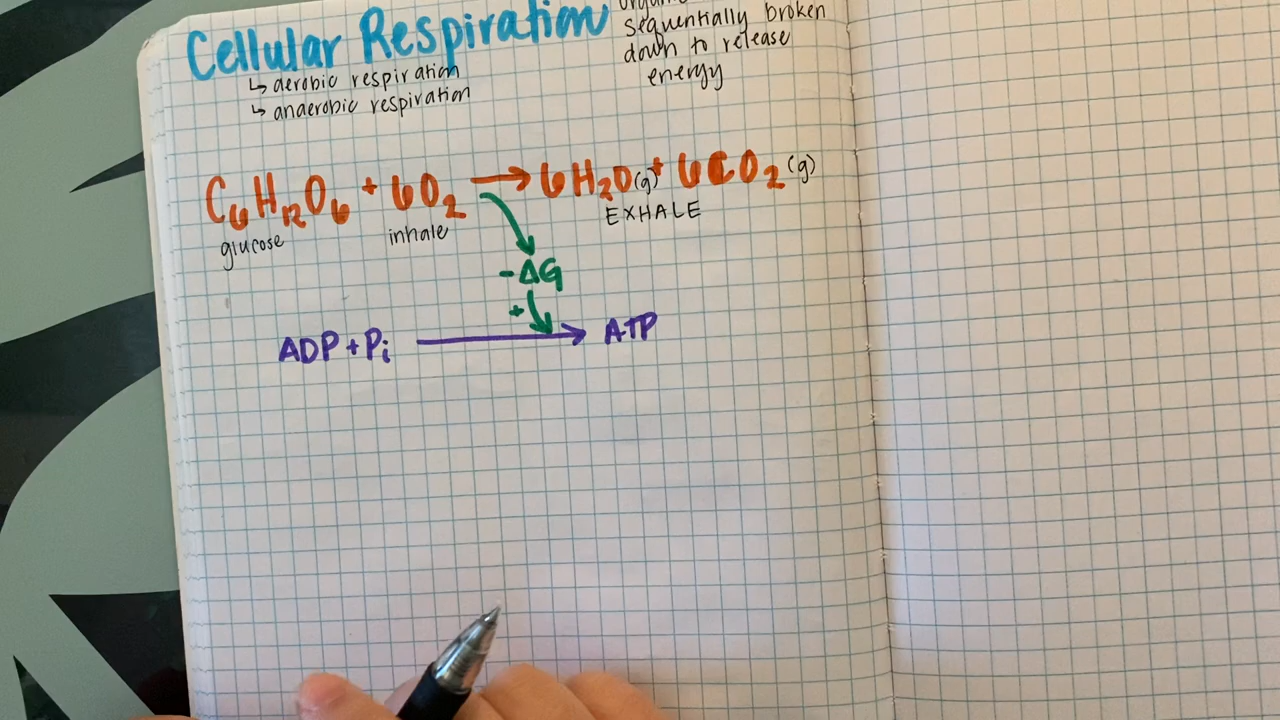 Cellular Respiration
↳ aerobic respiration
↳ anaerobic respiration
sequentially broken
down to release
energy
C₆H₁₂O₆ + 6O₂ → 6H₂O(g) + 6CO₂(g)
glucose inhale EXHALE
-ΔG
+
ADP + Pᵢ → ATP